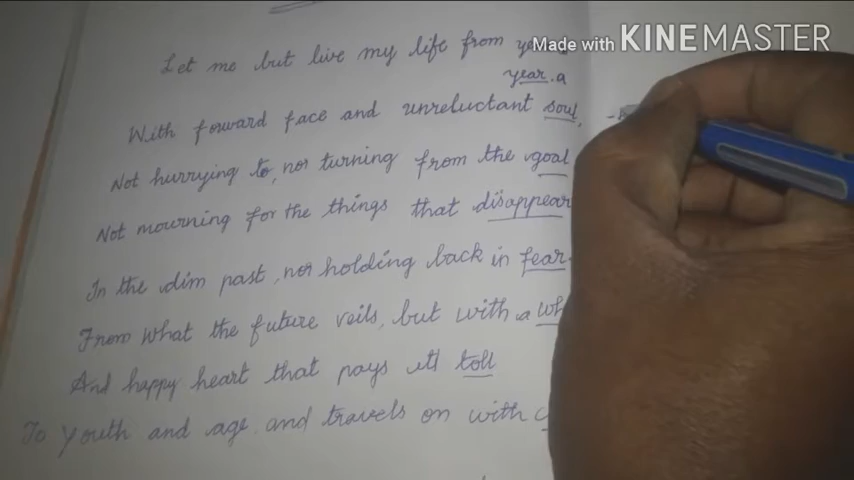 Made with KINEMASTER
Let me but live my life from
year. a
With forward face and unreluctant soul,
Not hurrying to, nor turning from the goal
Not mourning for the things that disappear
In the dim past, nor holding back in fear.
From what the future veils, but with a
And happy heart that pays its toll
To Youth and age and travels on with